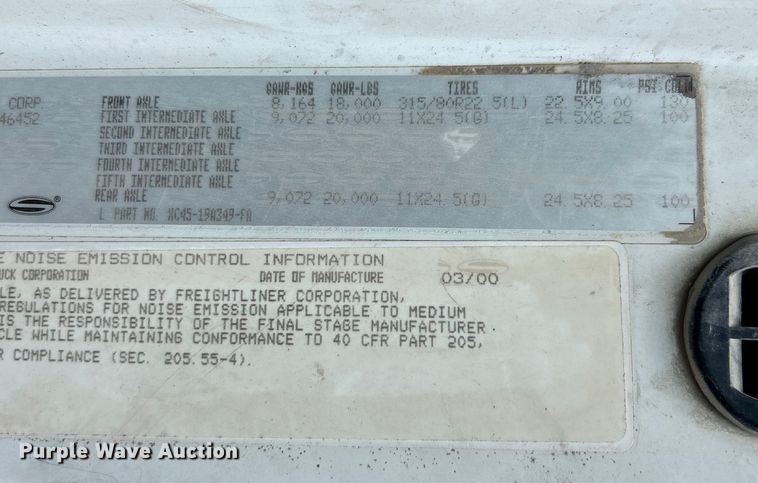 GAWR-KGS GAWR-LBS TIRES RIMS PSI COLD
CORP. FRONT AXLE 8,164 18,000 315/80R22.5(L) 22.5X9.00 130
46452 FIRST INTERMEDIATE AXLE 9,072 20,000 11X24.5(G) 24.5X8.25 100
SECOND INTERMEDIATE AXLE
THIRD INTERMEDIATE AXLE
FOURTH INTERMEDIATE AXLE
FIFTH INTERMEDIATE AXLE
REAR AXLE 9,072 20,000 11X24.5(G) 24.5X8.25 100
L PART NO. XC45-19A349-FA
E NOISE EMISSION CONTROL INFORMATION
UCK CORPORATION DATE OF MANUFACTURE 03/00
LE, AS DELIVERED BY FREIGHTLINER CORPORATION,
REGULATIONS FOR NOISE EMISSION APPLICABLE TO MEDIUM
IS THE RESPONSIBILITY OF THE FINAL STAGE MANUFACTURER
CLE WHILE MAINTAINING CONFORMANCE TO 40 CFR PART 205,
R COMPLIANCE (SEC. 205.55-4).
Purple Wave Auction